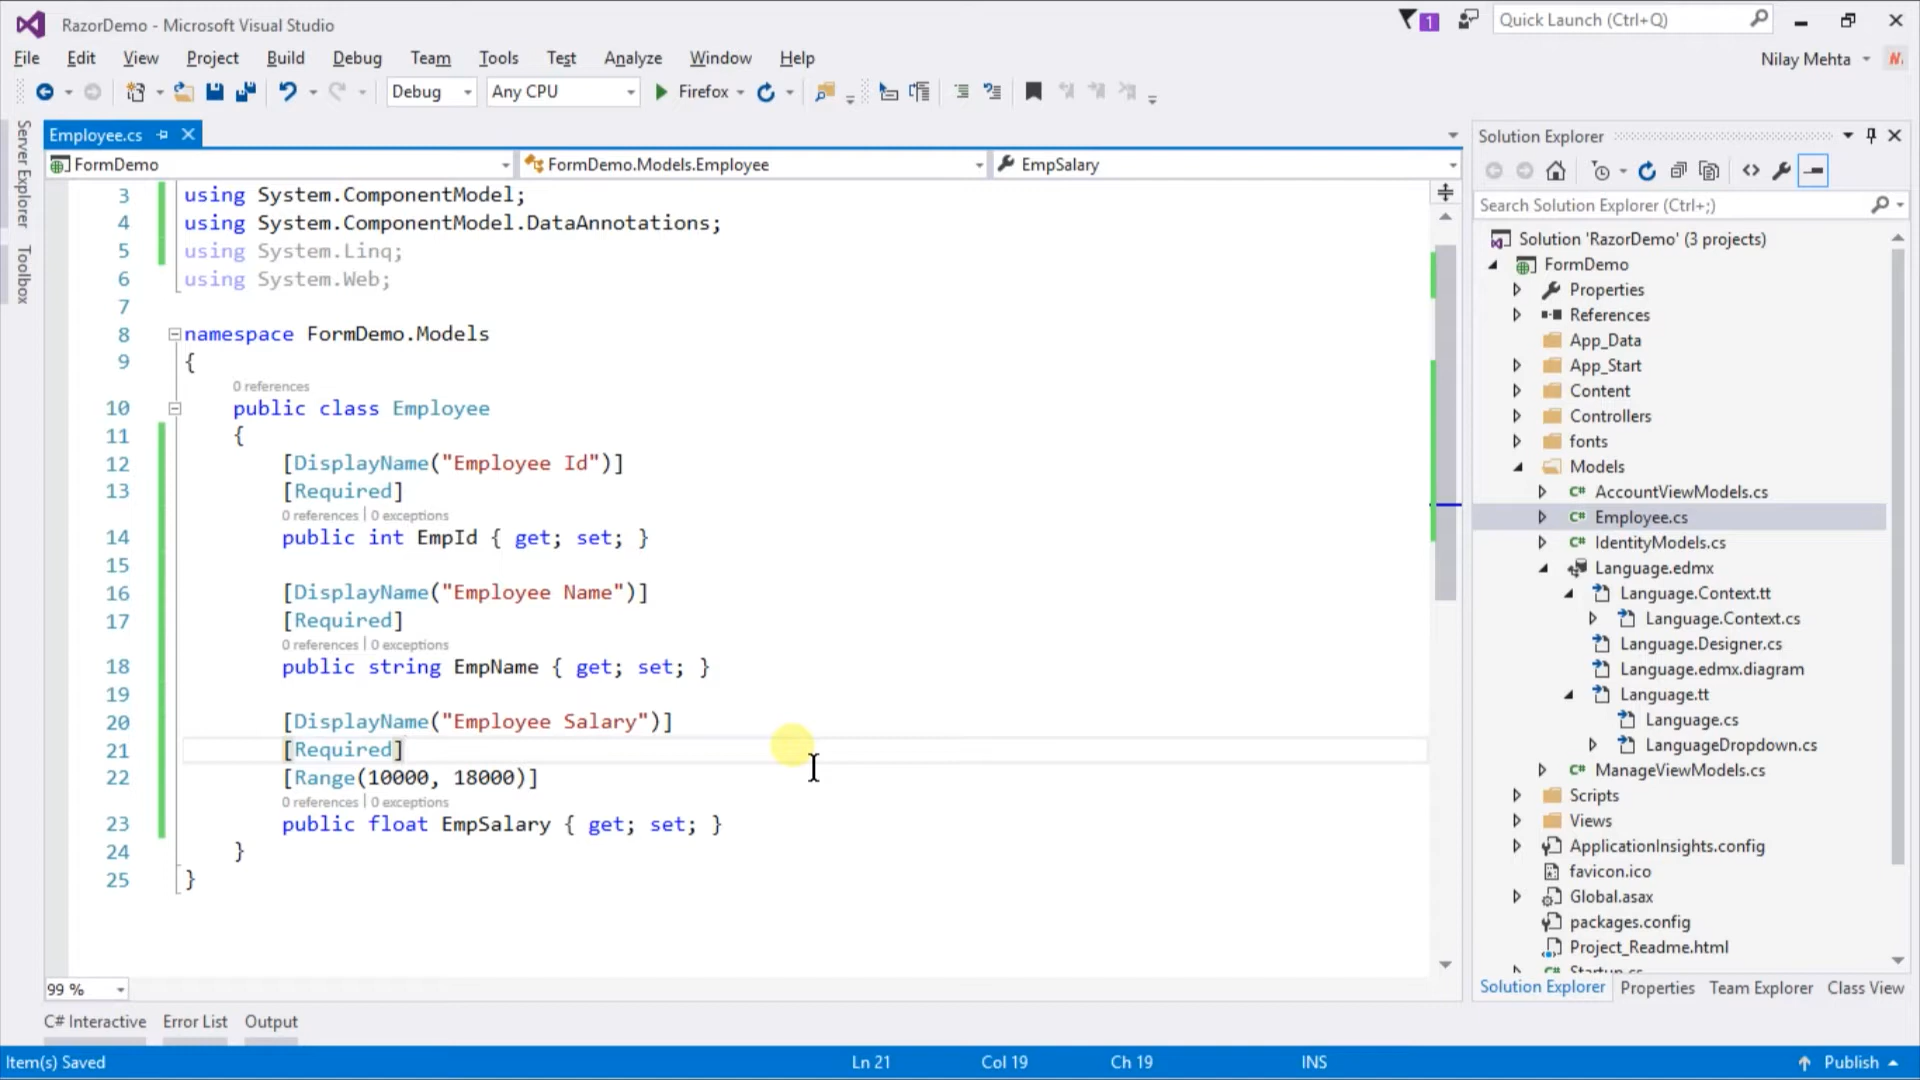 RazorDemo - Microsoft Visual Studio
1
Quick Launch (Ctrl+Q)
File Edit View Project Build Debug Team Tools Test Analyze Window Help
Nilay Mehta
Debug Any CPU Firefox
Server Explorer
Toolbox
Employee.cs
FormDemo FormDemo.Models.Employee EmpSalary
3 using System.ComponentModel;
4 using System.ComponentModel.DataAnnotations;
5 using System.Linq;
6 using System.Web;
7
8 namespace FormDemo.Models
9 {
0 references
10 public class Employee
11 {
12 [DisplayName("Employee Id")]
13 [Required]
0 references | 0 exceptions
14 public int EmpId { get; set; }
15
16 [DisplayName("Employee Name")]
17 [Required]
0 references | 0 exceptions
18 public string EmpName { get; set; }
19
20 [DisplayName("Employee Salary")]
21 [Required]
22 [Range(10000, 18000)]
0 references | 0 exceptions
23 public float EmpSalary { get; set; }
24 }
25 }
99 %
Solution Explorer
Search Solution Explorer (Ctrl+;)
Solution 'RazorDemo' (3 projects)
FormDemo
Properties
References
App_Data
App_Start
Content
Controllers
fonts
Models
C# AccountViewModels.cs
C# Employee.cs
C# IdentityModels.cs
Language.edmx
Language.Context.tt
Language.Context.cs
Language.Designer.cs
Language.edmx.diagram
Language.tt
Language.cs
LanguageDropdown.cs
C# ManageViewModels.cs
Scripts
Views
ApplicationInsights.config
favicon.ico
Global.asax
packages.config
Project_Readme.html
C# Startup.cs
Solution Explorer Properties Team Explorer Class View
C# Interactive Error List Output
Item(s) Saved Ln 21 Col 19 Ch 19 INS Publish